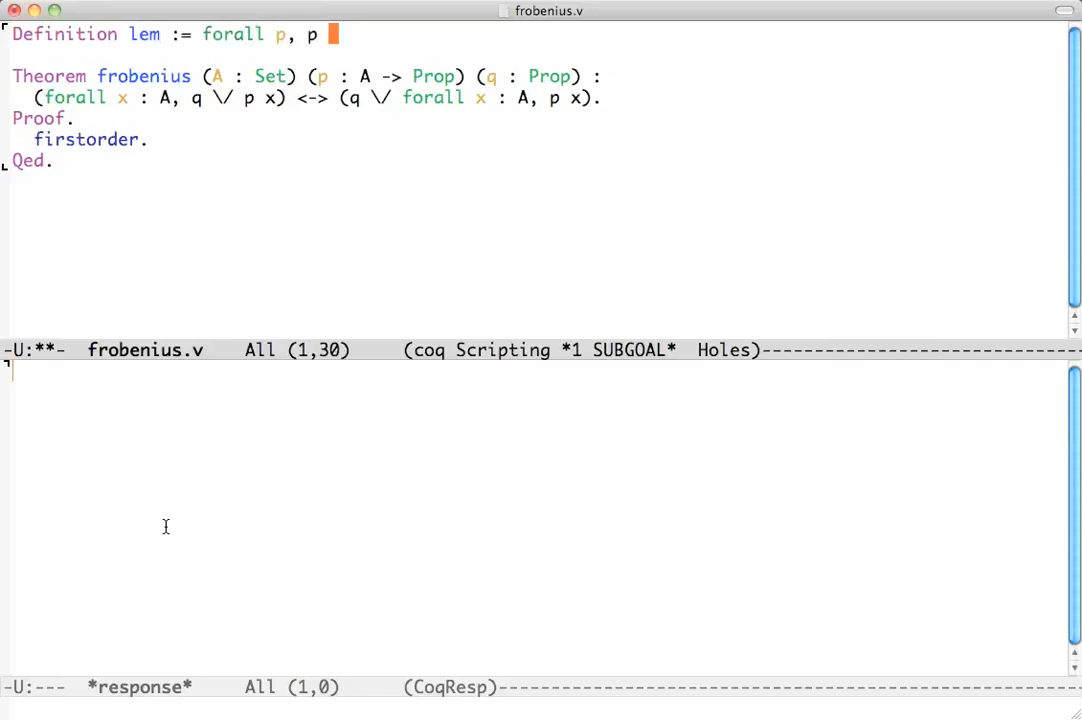 frobenius.v
Definition lem := forall p, p
Theorem frobenius (A : Set) (p : A -> Prop) (q : Prop) :
(forall x : A, q \/ p x) <-> (q \/ forall x : A, p x).
Proof.
firstorder.
Qed.
-U:**- frobenius.v All (1,30) (coq Scripting *1 SUBGOAL* Holes)------------------------------
-U:--- *response* All (1,0) (CoqResp)-------------------------------------------------------